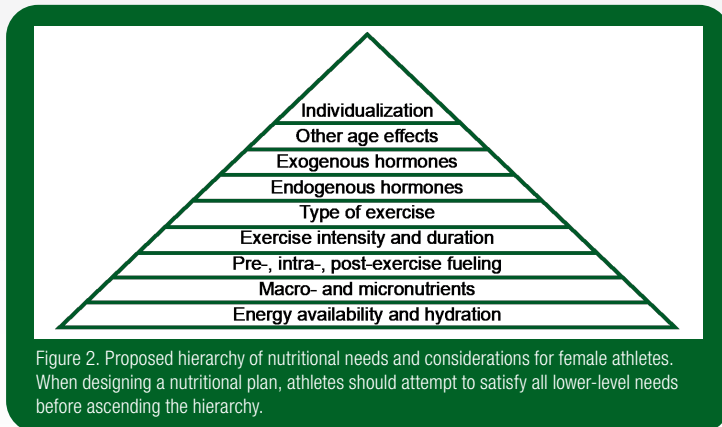 Individualization
Other age effects
Exogenous hormones
Endogenous hormones
Type of exercise
Exercise intensity and duration
Pre-, intra-, post-exercise fueling
Macro- and micronutrients
Energy availability and hydration
Figure 2. Proposed hierarchy of nutritional needs and considerations for female athletes.
When designing a nutritional plan, athletes should attempt to satisfy all lower-level needs
before ascending the hierarchy.